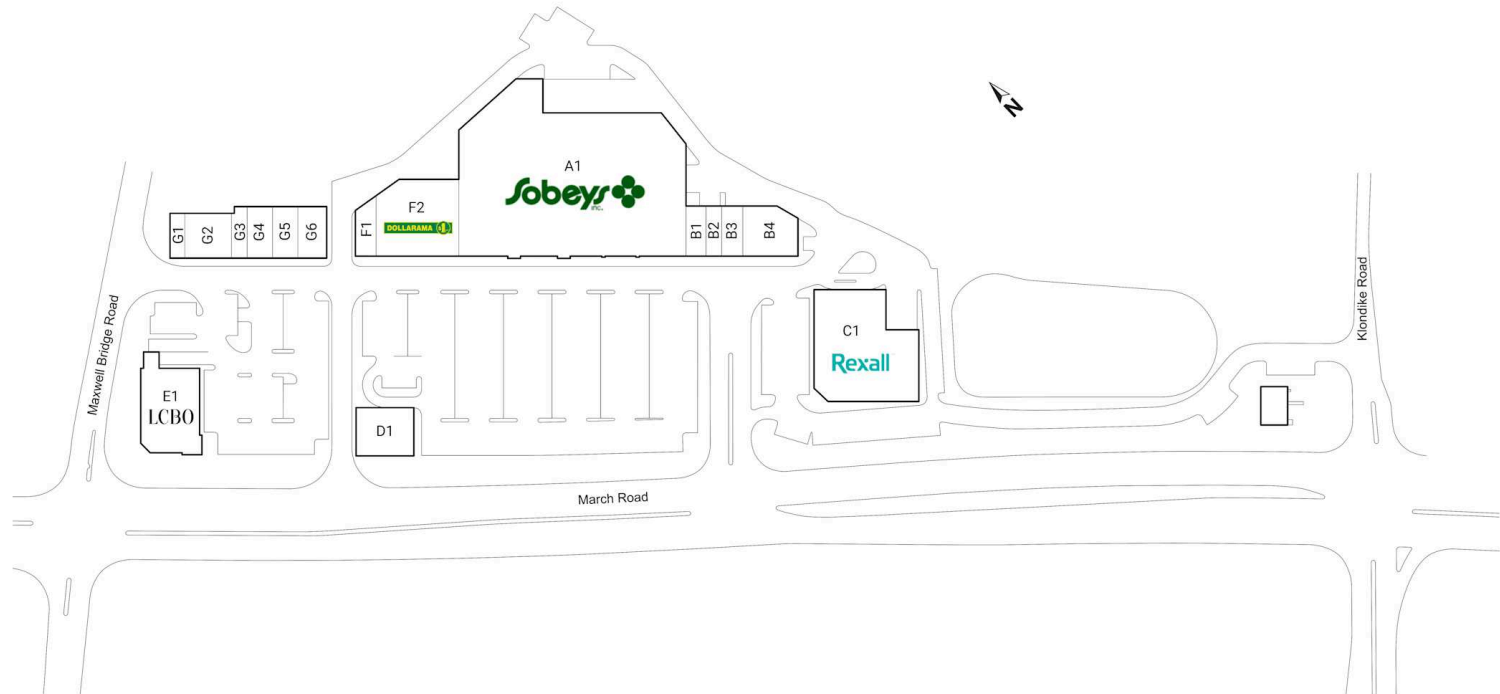 N
A1
Sobeys
INC.
F2
DOLLARAMA
G1
G2
G3
G4
G5
G6
F1
B1
B2
B3
B4
Maxwell Bridge Road
Klondike Road
C1
Rexall
E1
LCBO
D1
March Road